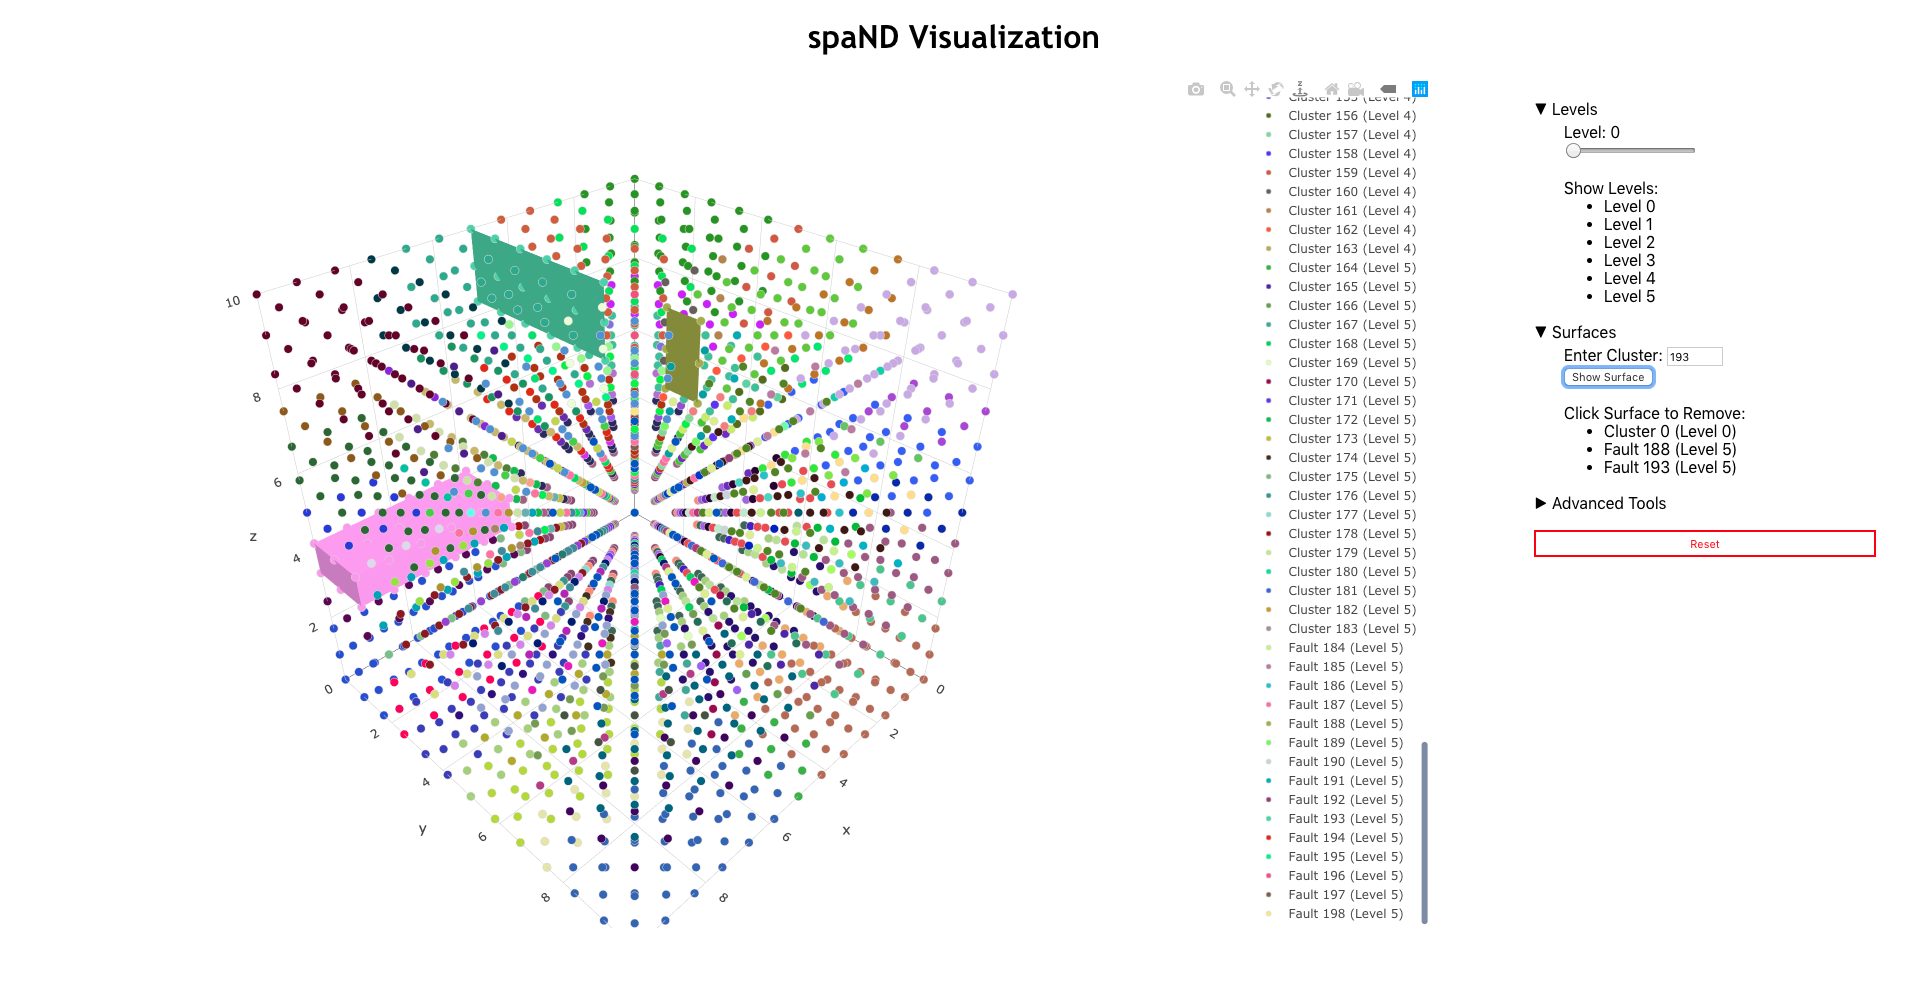 spaND Visualization
Cluster 155 (Level 4)
Cluster 156 (Level 4)
Cluster 157 (Level 4)
Cluster 158 (Level 4)
Cluster 159 (Level 4)
Cluster 160 (Level 4)
Cluster 161 (Level 4)
Cluster 162 (Level 4)
Cluster 163 (Level 4)
Cluster 164 (Level 5)
Cluster 165 (Level 5)
Cluster 166 (Level 5)
Cluster 167 (Level 5)
Cluster 168 (Level 5)
Cluster 169 (Level 5)
Cluster 170 (Level 5)
Cluster 171 (Level 5)
Cluster 172 (Level 5)
Cluster 173 (Level 5)
Cluster 174 (Level 5)
Cluster 175 (Level 5)
Cluster 176 (Level 5)
Cluster 177 (Level 5)
Cluster 178 (Level 5)
Cluster 179 (Level 5)
Cluster 180 (Level 5)
Cluster 181 (Level 5)
Cluster 182 (Level 5)
Cluster 183 (Level 5)
Fault 184 (Level 5)
Fault 185 (Level 5)
Fault 186 (Level 5)
Fault 187 (Level 5)
Fault 188 (Level 5)
Fault 189 (Level 5)
Fault 190 (Level 5)
Fault 191 (Level 5)
Fault 192 (Level 5)
Fault 193 (Level 5)
Fault 194 (Level 5)
Fault 195 (Level 5)
Fault 196 (Level 5)
Fault 197 (Level 5)
Fault 198 (Level 5)
10
8
6
z
4
2
0
2
4
y
6
8
0
2
4
x
6
8
Levels
Level: 0
Show Levels:
Level 0
Level 1
Level 2
Level 3
Level 4
Level 5
Surfaces
Enter Cluster: 193
Show Surface
Click Surface to Remove:
Cluster 0 (Level 0)
Fault 188 (Level 5)
Fault 193 (Level 5)
Advanced Tools
Reset